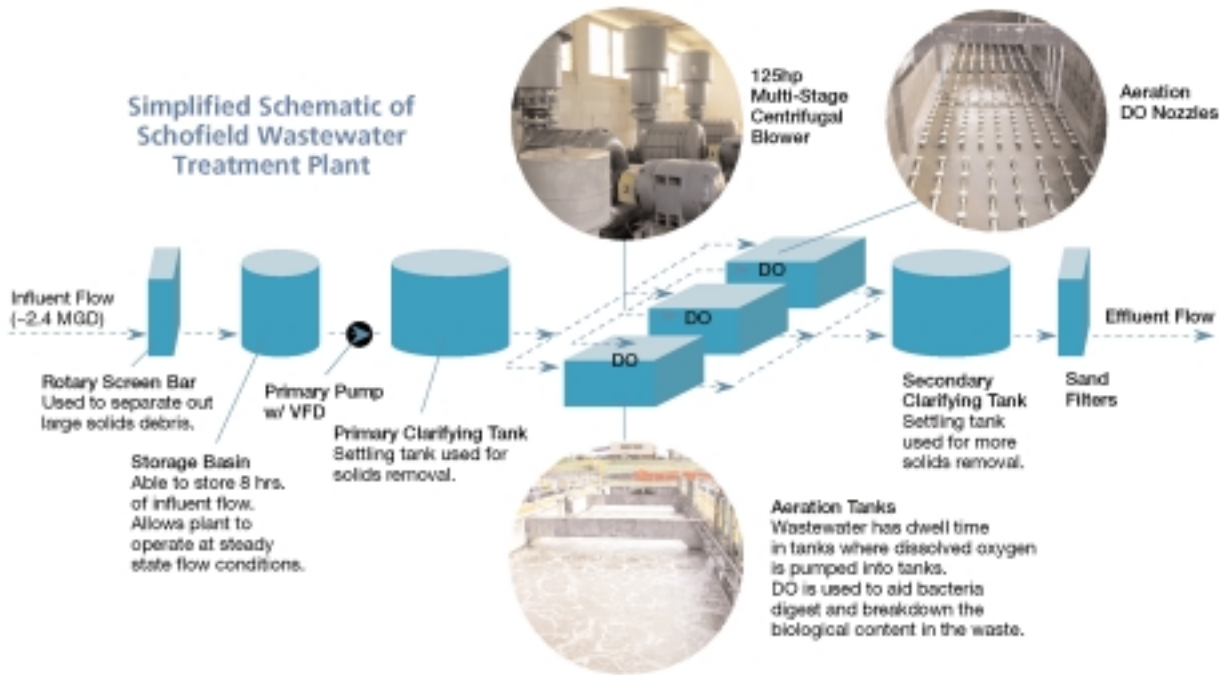 Simplified Schematic of
Schofield Wastewater
Treatment Plant
125hp
Multi-Stage
Centrifugal
Blower
Aeration
DO Nozzles
Influent Flow
(~2.4 MGD)
DO
DO
DO
Effluent Flow
Rotary Screen Bar
Used to separate out
large solids debris.
Storage Basin
Able to store 8 hrs.
of influent flow.
Allows plant to
operate at steady
state flow conditions.
Primary Pump
w/ VFD
Primary Clarifying Tank
Settling tank used for
solids removal.
Secondary
Clarifying Tank
Settling tank
used for more
solids removal.
Sand
Filters
Aeration Tanks
Wastewater has dwell time
in tanks where dissolved oxygen
is pumped into tanks.
DO is used to aid bacteria
digest and breakdown the
biological content in the waste.